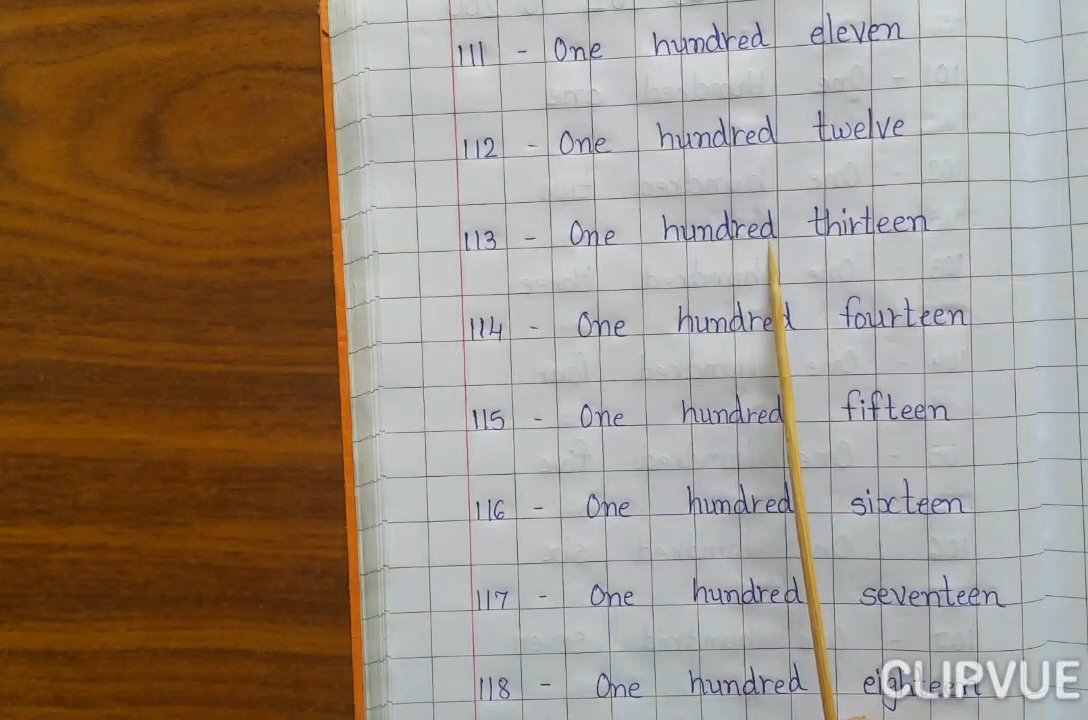 111 - One hundred eleven
112 - One hundred twelve
113 - One hundred thirteen
114 - One hundred fourteen
115 - One hundred fifteen
116 - One hundred sixteen
117 - One hundred seventeen
118 - One hundred eighteen
CLIPVUE